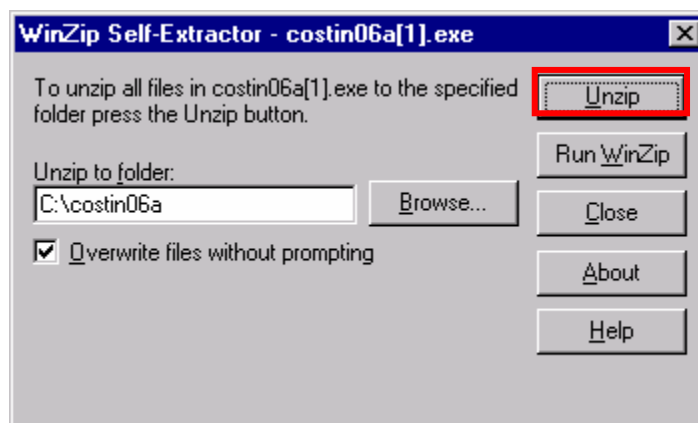 WinZip Self-Extractor - costin06a[1].exe
To unzip all files in costin06a[1].exe to the specified
folder press the Unzip button.
Unzip
Run WinZip
Unzip to folder:
C:\costin06a
Browse...
Close
Overwrite files without prompting
About
Help